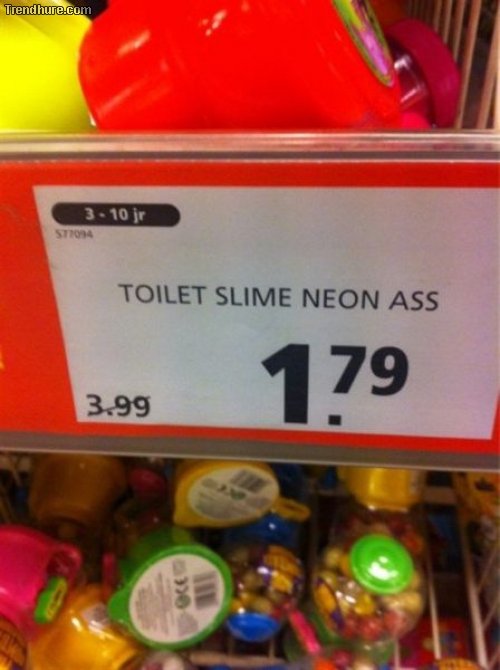 Trendhure.com
3 - 10 jr
577094
TOILET SLIME NEON ASS
3.99
1.79